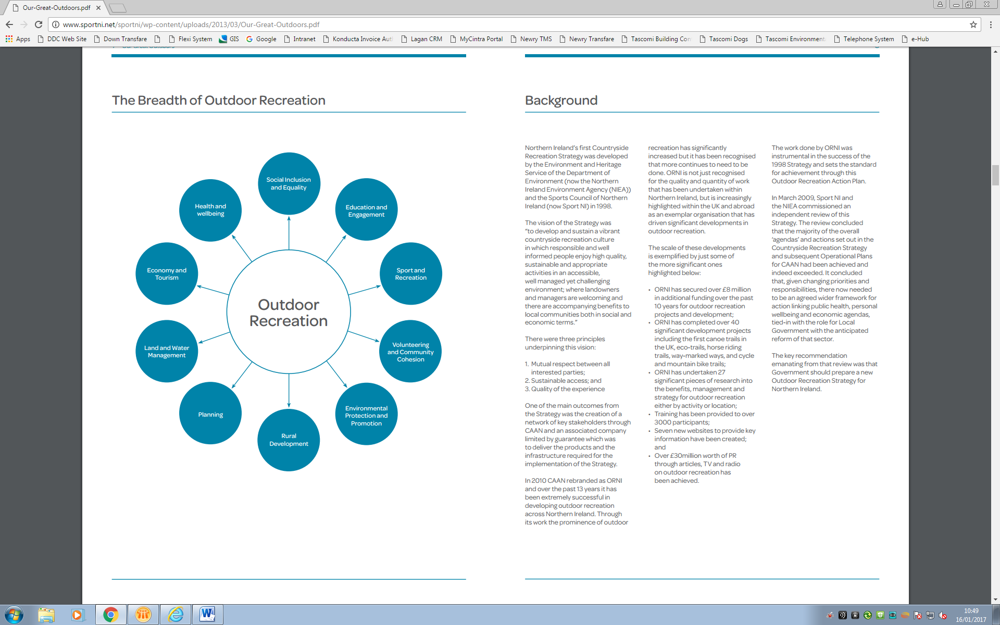 Our-Great-Outdoors.pdf
www.sportni.net/sportni/wp-content/uploads/2013/03/Our-Great-Outdoors.pdf
Apps
DDC Web Site
Down Transfare
Flexi System
GIS
Google
Intranet
Konducta Invoice Aut
Lagan CRM
MyCintra Portal
Newry TMS
Newry Transfare
Tascomi Building Con
Tascomi Dogs
Tascomi Environment
Telephone System
e-Hub
Our Great Outdoors
The Breadth of Outdoor Recreation
Social Inclusion
and Equality
Education and
Engagement
Sport and
Recreation
Volunteering
and Community
Cohesion
Environmental
Protection and
Promotion
Rural
Development
Planning
Land and Water
Management
Economy and
Tourism
Health and
wellbeing
Outdoor
Recreation
Background
Northern Ireland's first Countryside
Recreation Strategy was developed
by the Environment and Heritage
Service of the Department of
Environment (now the Northern
Ireland Environment Agency (NIEA))
and the Sports Council of Northern
Ireland (now Sport NI) in 1998.
The vision of the Strategy was
“to develop and sustain a vibrant
countryside recreation culture
in which responsible and well
informed people enjoy high quality,
sustainable and appropriate
activities in an accessible,
well managed yet challenging
environment; where landowners
and managers are welcoming and
there are accompanying benefits to
local communities both in social and
economic terms.”
There were three principles
underpinning this vision:
1. Mutual respect between all
interested parties;
2. Sustainable access; and
3. Quality of the experience
One of the main outcomes from
the Strategy was the creation of a
network of key stakeholders through
CAAN and an associated company
limited by guarantee which was
to deliver the products and the
infrastructure required for the
implementation of the Strategy.
In 2010 CAAN rebranded as ORNI
and over the past 13 years it has
been extremely successful in
developing outdoor recreation
across Northern Ireland. Through
its work the prominence of outdoor
recreation has significantly
increased but it has been recognised
that more continues to need to be
done. ORNI is not just recognised
for the quality and quantity of work
that has been undertaken within
Northern Ireland, but is increasingly
highlighted within the UK and abroad
as an exemplar organisation that has
driven significant developments in
outdoor recreation.
The scale of these developments
is exemplified by just some of
the more significant ones
highlighted below:
• ORNI has secured over £8 million
in additional funding over the past
10 years for outdoor recreation
projects and development;
• ORNI has completed over 40
significant development projects
including the first canoe trails in
the UK, eco-trails, horse riding
trails, way-marked ways, and cycle
and mountain bike trails;
• ORNI has undertaken 27
significant pieces of research into
the benefits, management and
strategy for outdoor recreation
either by activity or location;
• Training has been provided to over
3000 participants;
• Seven new websites to provide key
information have been created;
and
• Over £30million worth of PR
through articles, TV and radio
on outdoor recreation has
been achieved.
The work done by ORNI was
instrumental in the success of the
1998 Strategy and sets the standard
for achievement through this
Outdoor Recreation Action Plan.
In March 2009, Sport NI and
the NIEA commissioned an
independent review of this
Strategy. The review concluded
that the majority of the overall
‘agendas’ and actions set out in the
Countryside Recreation Strategy
and subsequent Operational Plans
for CAAN had been achieved and
indeed exceeded. It concluded
that, given changing priorities and
responsibilities, there now needed
to be an agreed wider framework for
action linking public health, personal
wellbeing and economic agendas,
tied-in with the role for Local
Government with the anticipated
reform of that sector.
The key recommendation
emanating from that review was that
Government should prepare a new
Outdoor Recreation Strategy for
Northern Ireland.
10:49
16/01/2017